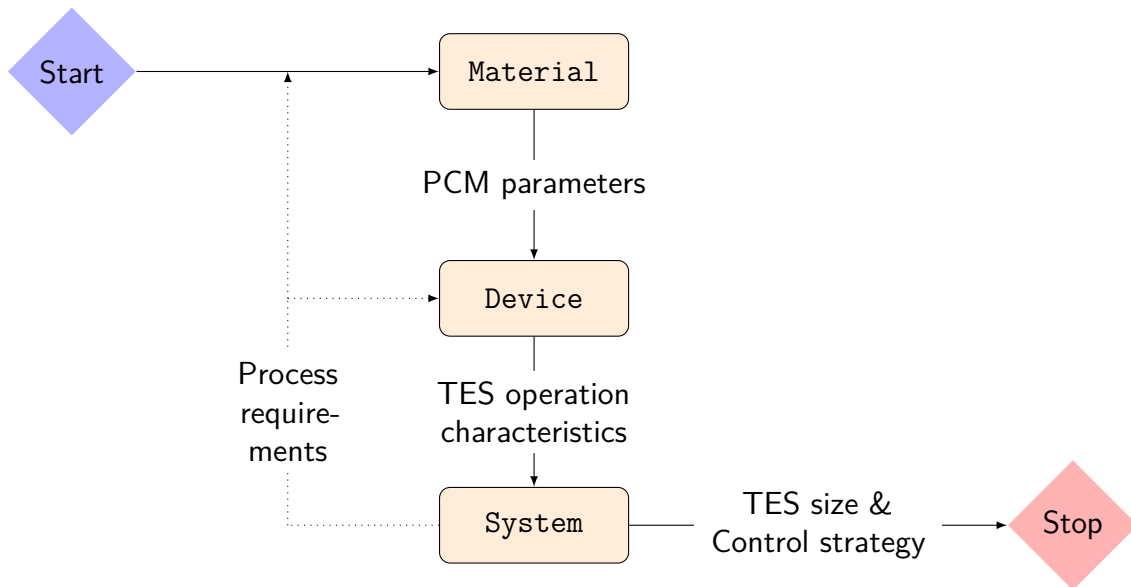 Start
Material
PCM parameters
Device
Process
require-
ments
TES operation
characteristics
System
TES size &
Control strategy
Stop